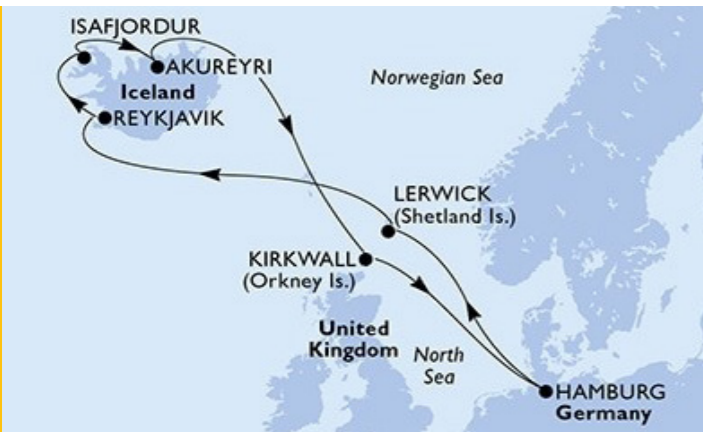 ISAFJORDUR
AKUREYRI
Iceland
REYKJAVIK
Norwegian Sea
LERWICK
(Shetland Is.)
KIRKWALL
(Orkney Is.)
United
Kingdom
North
Sea
HAMBURG
Germany